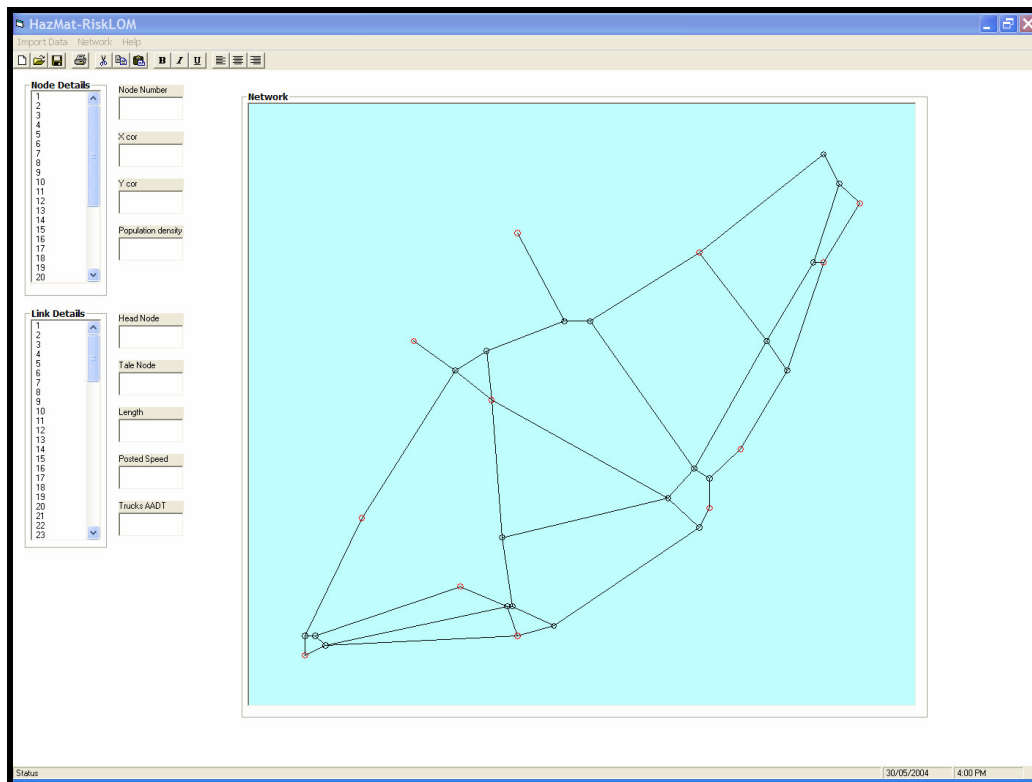 HazMat-RiskLOM
Import Data Network Help
B I U
Node Details
1
2
3
4
5
6
7
8
9
10
11
12
13
14
15
16
17
18
19
20
Node Number
X cor
Y cor
Population density
Link Details
1
2
3
4
5
6
7
8
9
10
11
12
13
14
15
16
17
18
19
20
21
22
23
Head Node
Tale Node
Length
Posted Speed
Trucks AADT
Network
Status 30/05/2004 4:00 PM